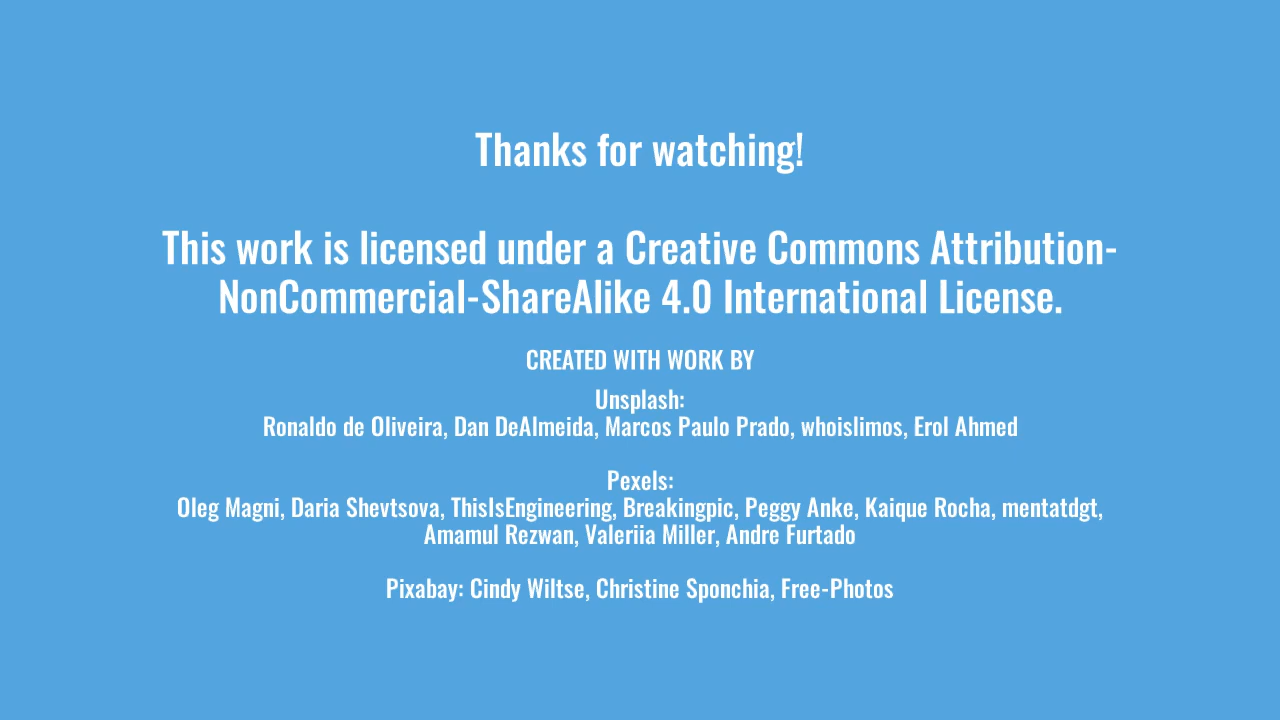 Thanks for watching!
This work is licensed under a Creative Commons Attribution-
NonCommercial-ShareAlike 4.0 International License.
CREATED WITH WORK BY
Unsplash:
Ronaldo de Oliveira, Dan DeAlmeida, Marcos Paulo Prado, whoislimos, Erol Ahmed
Pexels:
Oleg Magni, Daria Shevtsova, ThisIsEngineering, Breakingpic, Peggy Anke, Kaique Rocha, mentatdgt,
Amamul Rezwan, Valeriia Miller, Andre Furtado
Pixabay: Cindy Wiltse, Christine Sponchia, Free-Photos